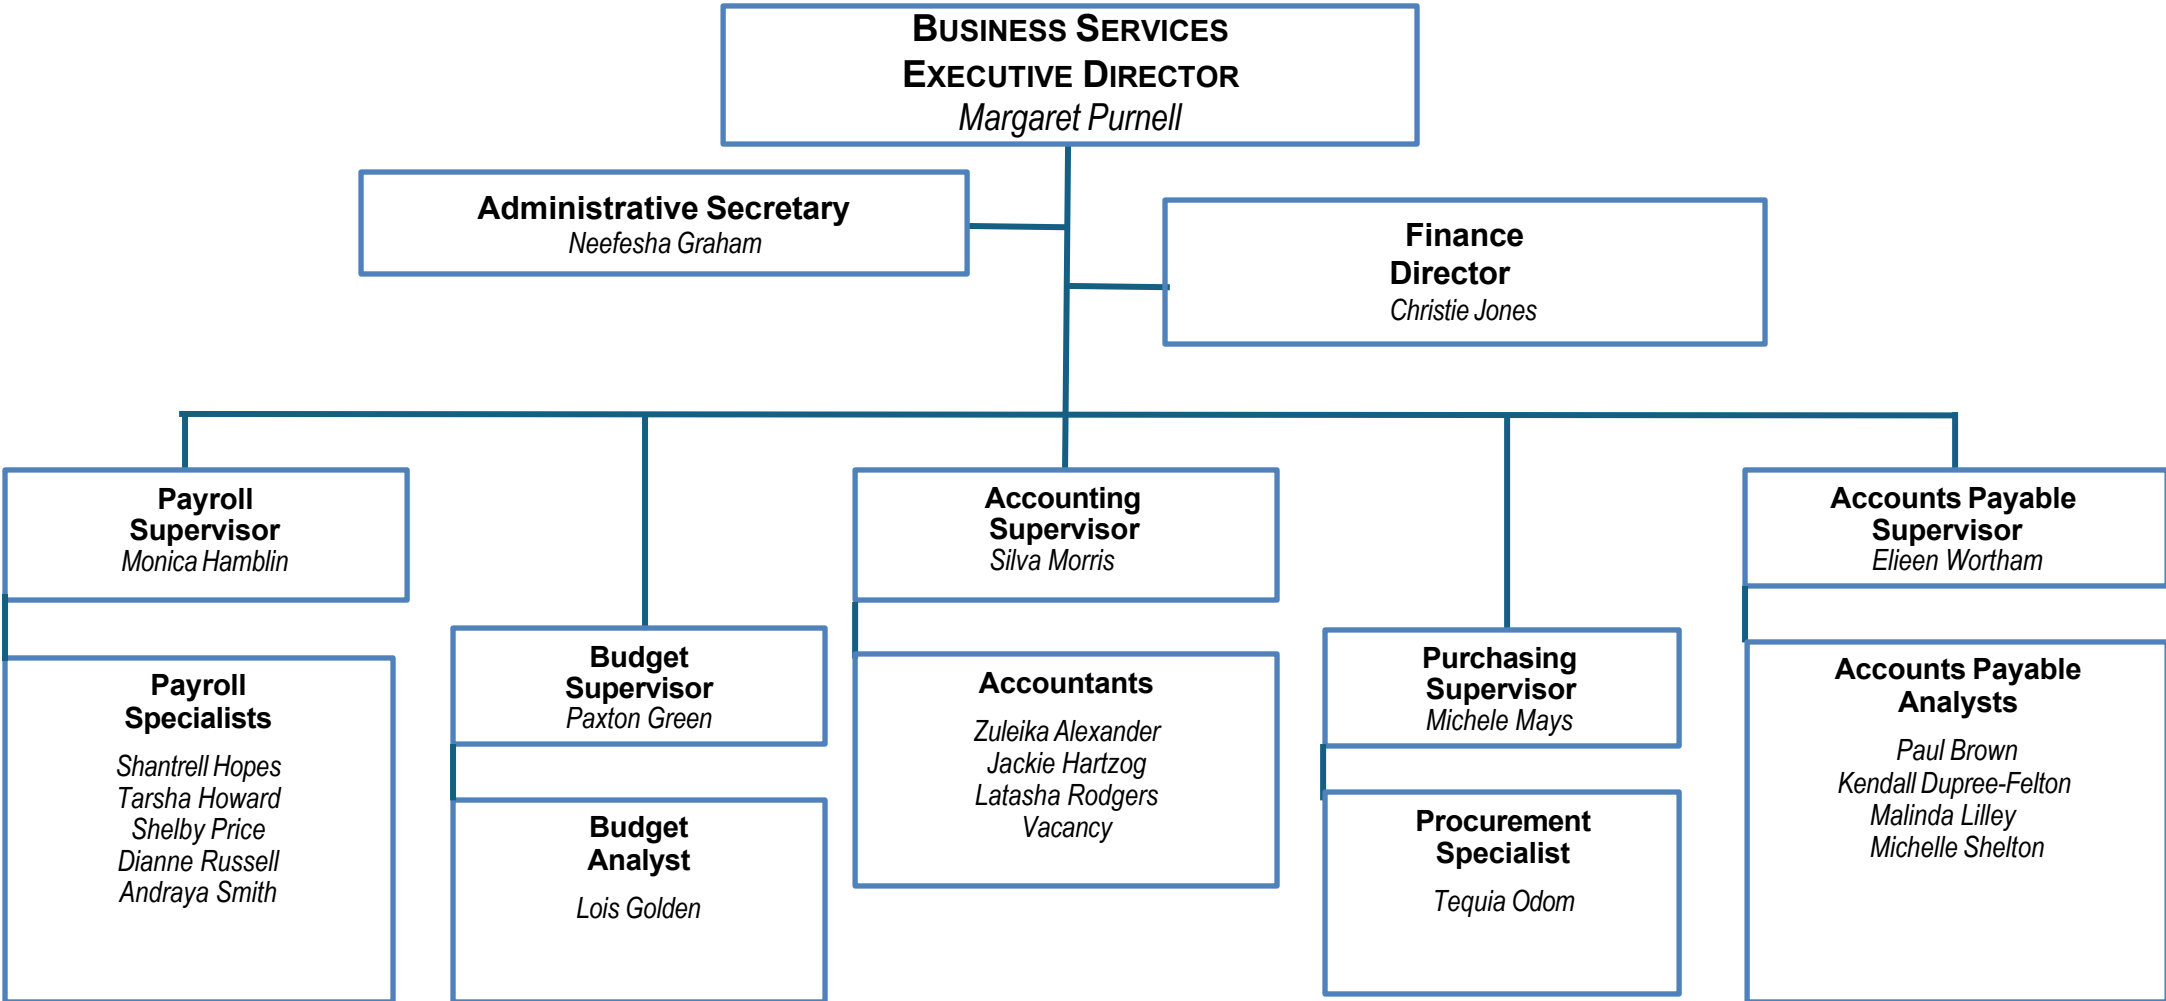 BUSINESS SERVICES
EXECUTIVE DIRECTOR
Margaret Purnell
Administrative Secretary
Neefesha Graham
Finance
Director
Christie Jones
Payroll
Supervisor
Monica Hamblin
Payroll
Specialists
Shantrell Hopes
Tarsha Howard
Shelby Price
Dianne Russell
Andraya Smith
Budget
Supervisor
Paxton Green
Budget
Analyst
Lois Golden
Accounting
Supervisor
Silva Morris
Accountants
Zuleika Alexander
Jackie Hartzog
Latasha Rodgers
Vacancy
Purchasing
Supervisor
Michele Mays
Procurement
Specialist
Tequia Odom
Accounts Payable
Supervisor
Elieen Wortham
Accounts Payable
Analysts
Paul Brown
Kendall Dupree-Felton
Malinda Lilley
Michelle Shelton